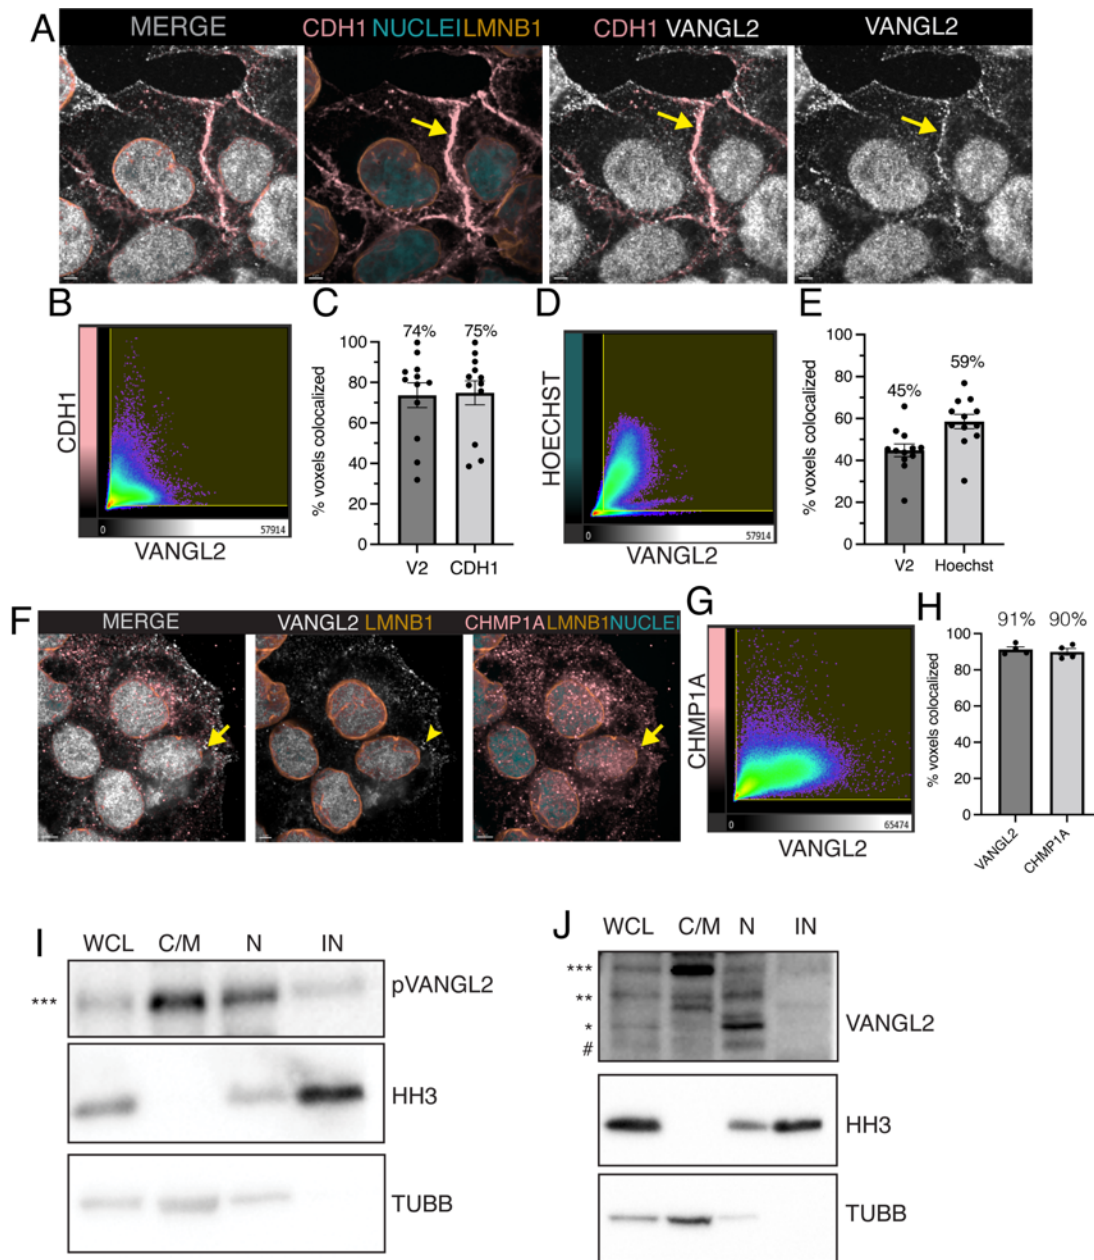 A MERGE CDH1 NUCLEI LMNB1 CDH1 VANGL2 VANGL2
B
CDH1
0 57914
VANGL2
C
74% 75%
% voxels colocalized
100
80
60
40
20
0
V2 CDH1
D
HOECHST
0 57914
VANGL2
E
45% 59%
% voxels colocalized
100
80
60
40
20
0
V2 Hoechst
F MERGE VANGL2 LMNB1 CHMP1A LMNB1 NUCLEI
G
CHMP1A
0 65474
VANGL2
H
91% 90%
% voxels colocalized
100
80
60
40
20
0
VANGL2 CHMP1A
I WCL C/M N IN
*** pVANGL2
HH3
TUBB
J WCL C/M N IN
***
**
*
#
VANGL2
HH3
TUBB